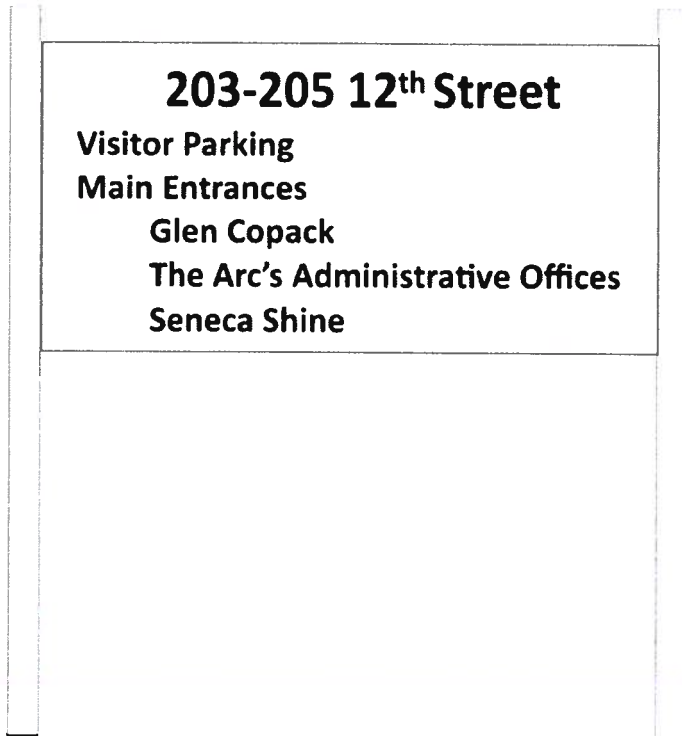 203-205 12th Street
Visitor Parking
Main Entrances
Glen Copack
The Arc's Administrative Offices
Seneca Shine